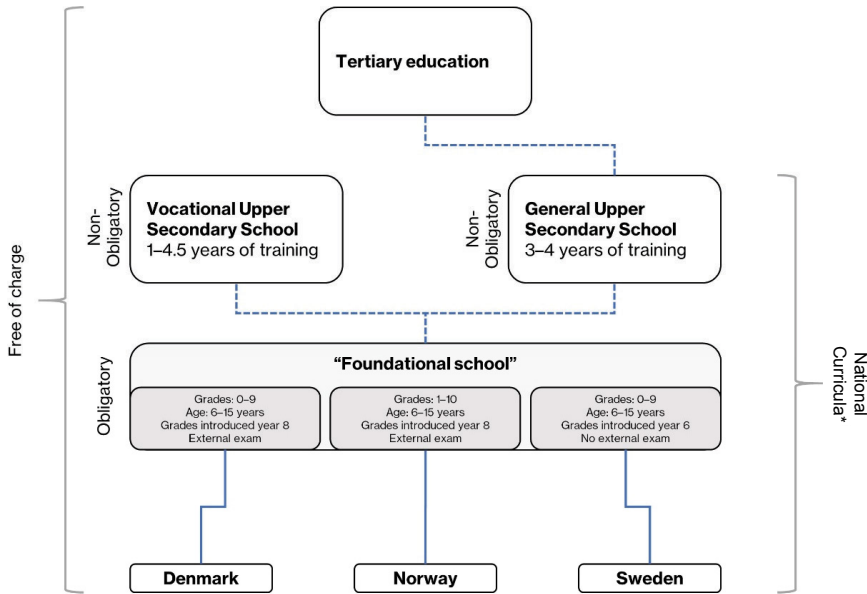 Tertiary education
Non-
Obligatory
Vocational Upper
Secondary School
1–4.5 years of training
Non-
Obligatory
General Upper
Secondary School
3–4 years of training
Free of charge
Obligatory
“Foundational school”
Grades: 0–9
Age: 6–15 years
Grades introduced year 8
External exam
Grades: 1–10
Age: 6–15 years
Grades introduced year 8
External exam
Grades: 0–9
Age: 6–15 years
Grades introduced year 6
No external exam
National
Curricula*
Denmark
Norway
Sweden